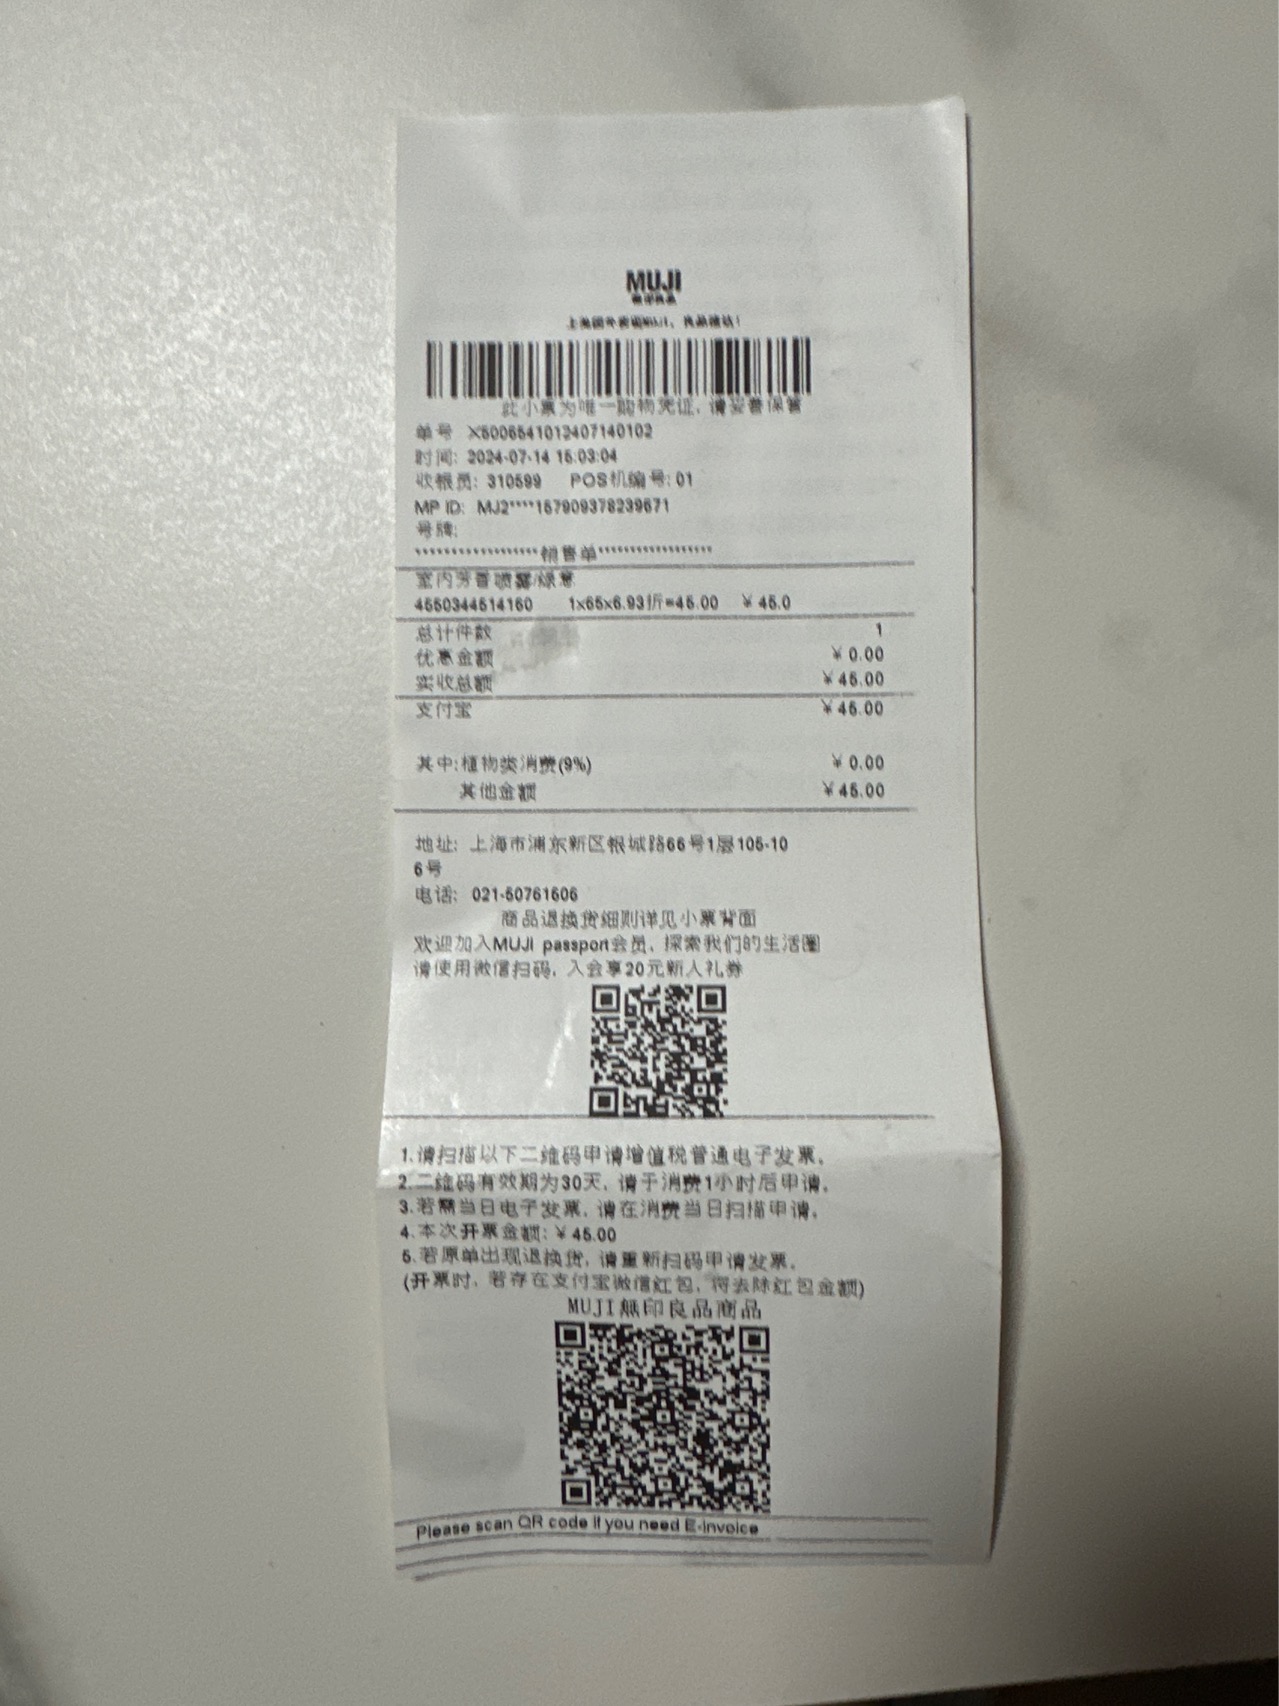 MUJI
無印良品
此小票为唯一购物凭证，请妥善保管
单号 X5006541012407140102
时间: 2024-07-14 15:03:04
收银员: 310599 POS机编号: 01
MP ID: MJ2****157909378239571
号牌:
******************销售单*****************
室内芳香喷雾/绿意
4550344514160 1x65x6.93折=45.00 ￥45.0
总计件数 1
优惠金额 ￥0.00
实收总额 ￥45.00
支付宝 ￥45.00
其中:植物类消费(9%) ￥0.00
其他金额 ￥45.00
地址: 上海市浦东新区银城路66号1层105-10
6号
电话: 021-50761606
商品退换货细则详见小票背面
欢迎加入MUJI passport会员，探索我们的生活圈
请使用微信扫码，入会享20元新人礼券
1.请扫描以下二维码申请增值税普通电子发票。
2.二维码有效期为30天，请于消费1小时后申请。
3.若需当日电子发票，请在消费当日扫描申请。
4.本次开票金额: ￥45.00
5.若原单出现退换货，请重新扫码申请发票。
(开票时，若存在支付宝微信红包，得去除红包金额)
MUJI無印良品商品
Please scan QR code if you need E-invoice